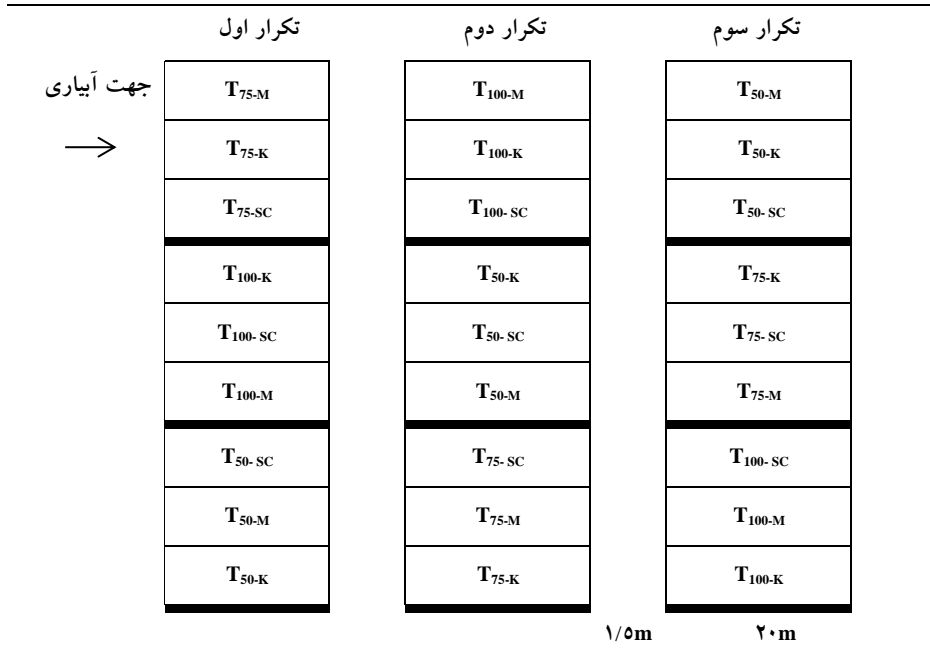 تکرار اول تکرار دوم تکرار سوم
جهت آبیاری
T75-M T100-M T50-M
→
T75-K T100-K T50-K
T75-SC T100- SC T50- SC
T100-K T50-K T75-K
T100- SC T50- SC T75- SC
T100-M T50-M T75-M
T50- SC T75- SC T100- SC
T50-M T75-M T100-M
T50-K T75-K T100-K
۱/۵m ۲۰m